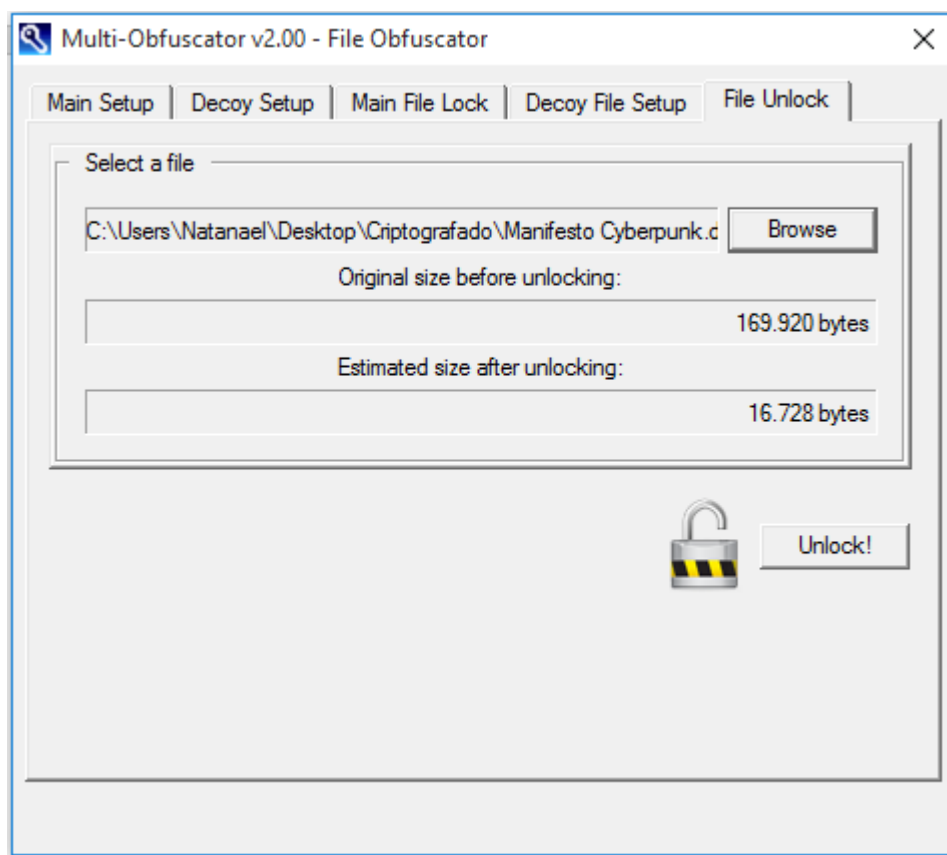 Multi-Obfuscator v2.00 - File Obfuscator
Main Setup Decoy Setup Main File Lock Decoy File Setup File Unlock
Select a file
C:\Users\Natanael\Desktop\Criptografado\Manifesto Cyberpunk.d Browse
Original size before unlocking:
169.920 bytes
Estimated size after unlocking:
16.728 bytes
Unlock!